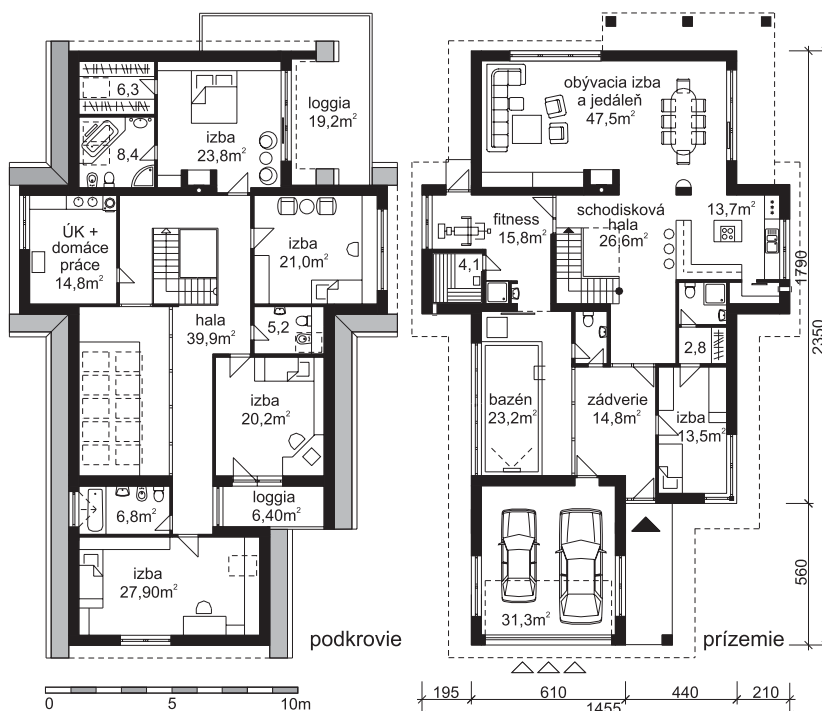 6,3
8,4
izba
23,8m²
loggia
19,2m²
ÚK +
domáce
práce
14,8m²
izba
21,0m²
hala
39,9m²
5,2
izba
20,2m²
6,8m²
loggia
6,40m²
izba
27,90m²
podkrovie
0 5 10m
obývacia izba
a jedáleň
47,5m²
fitness
15,8m²
schodisková
hala
26,6m²
13,7m²
4,1
2,8
bazén
23,2m²
zádverie
14,8m²
izba
13,5m²
31,3m²
prízemie
1790
2350
560
195 610 440 210
1455